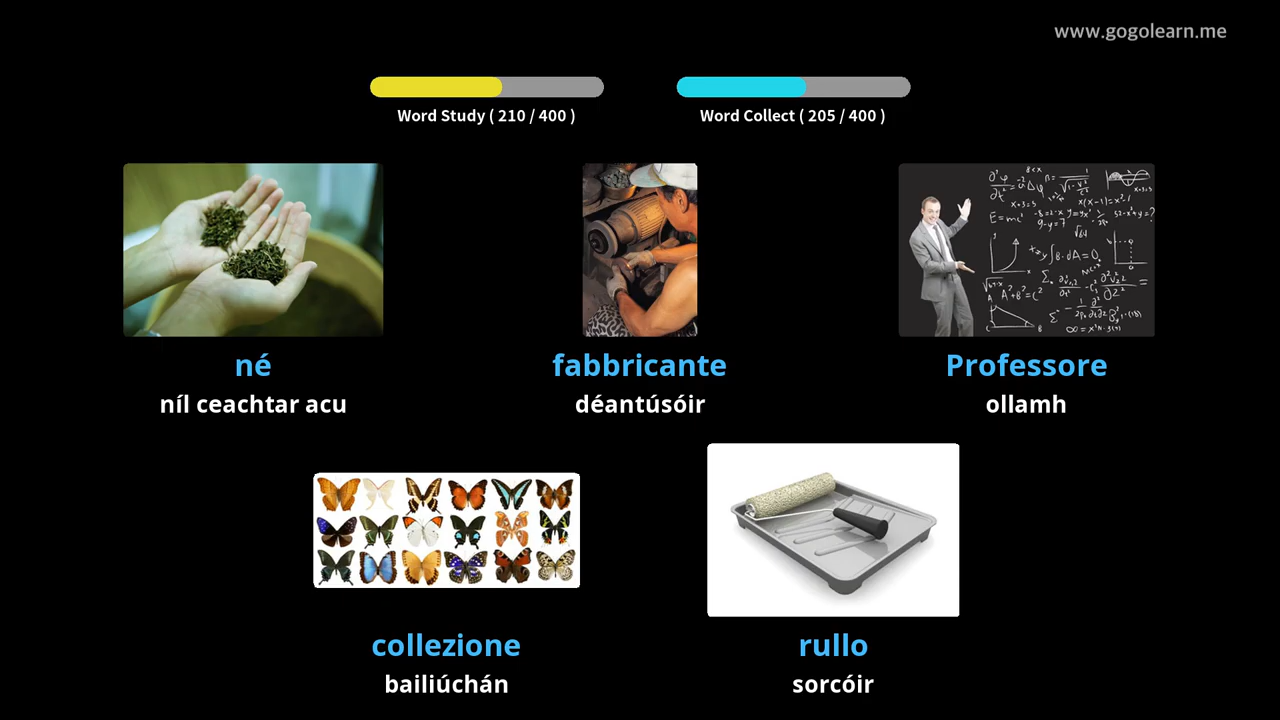 www.gogolearn.me
Word Study ( 210 / 400 )
Word Collect ( 205 / 400 )
né
níl ceachtar acu
fabbricante
déantúsóir
Professore
ollamh
collezione
bailiúchán
rullo
sorcóir